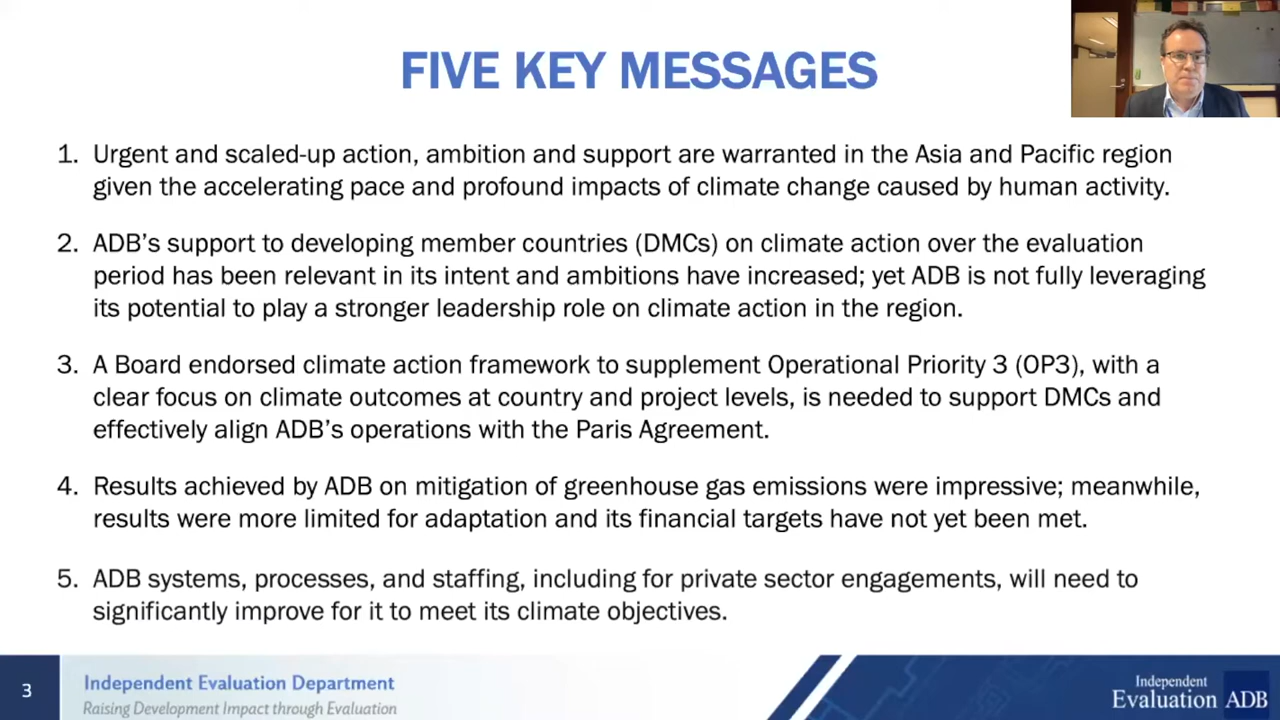 FIVE KEY MESSAGES
1. Urgent and scaled-up action, ambition and support are warranted in the Asia and Pacific region
given the accelerating pace and profound impacts of climate change caused by human activity.
2. ADB’s support to developing member countries (DMCs) on climate action over the evaluation
period has been relevant in its intent and ambitions have increased; yet ADB is not fully leveraging
its potential to play a stronger leadership role on climate action in the region.
3. A Board endorsed climate action framework to supplement Operational Priority 3 (OP3), with a
clear focus on climate outcomes at country and project levels, is needed to support DMCs and
effectively align ADB’s operations with the Paris Agreement.
4. Results achieved by ADB on mitigation of greenhouse gas emissions were impressive; meanwhile,
results were more limited for adaptation and its financial targets have not yet been met.
5. ADB systems, processes, and staffing, including for private sector engagements, will need to
significantly improve for it to meet its climate objectives.
3
Independent Evaluation Department
Raising Development Impact through Evaluation
Independent
Evaluation ADB